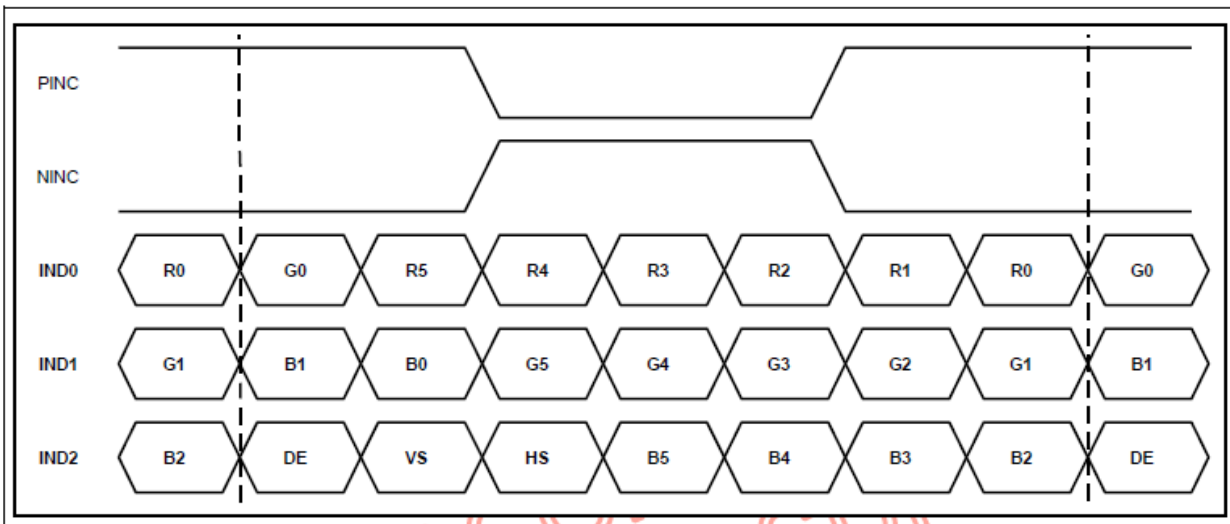 PINC
NINC
IND0 R0 G0 R5 R4 R3 R2 R1 R0 G0
IND1 G1 B1 B0 G5 G4 G3 G2 G1 B1
IND2 B2 DE VS HS B5 B4 B3 B2 DE